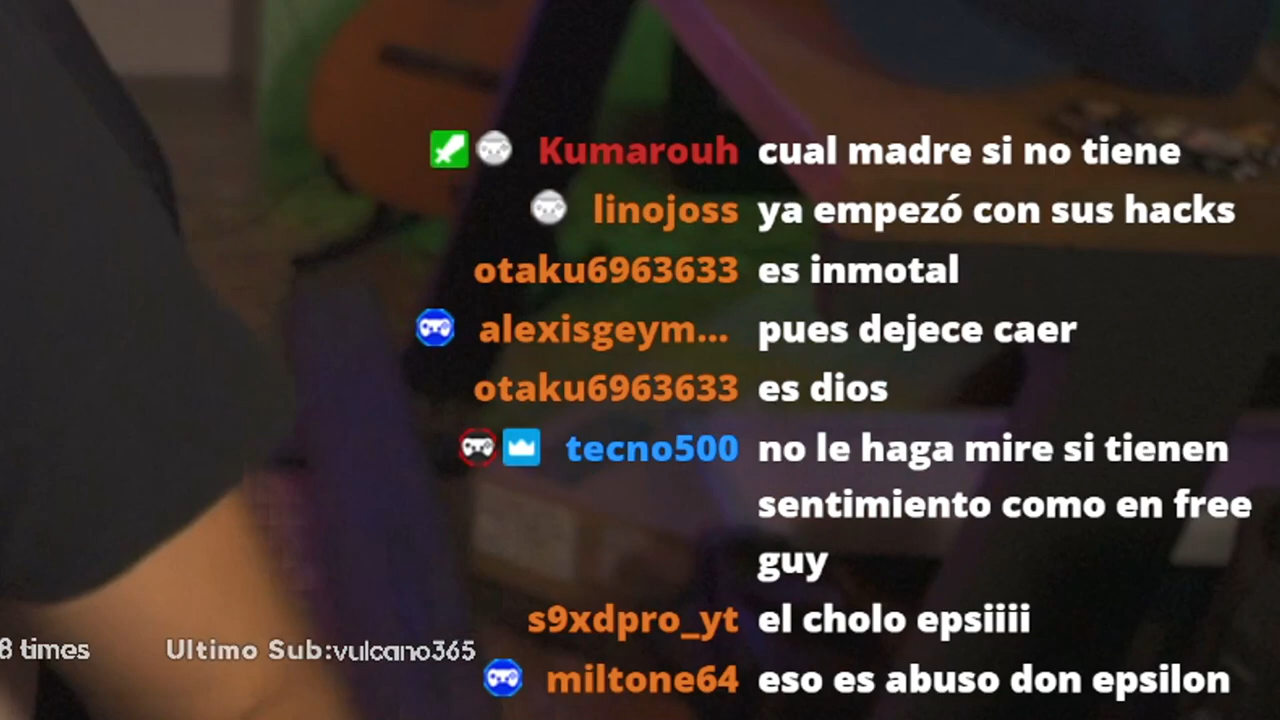 Kumarouh cual madre si no tiene
linojoss ya empezó con sus hacks
otaku6963633 es inmotal
alexisgeym... pues dejece caer
otaku6963633 es dios
tecno500 no le haga mire si tienen
sentimiento como en free
guy
s9xdpro_yt el cholo epsiiii
8 times Ultimo Sub:vulcano365
miltone64 eso es abuso don epsilon